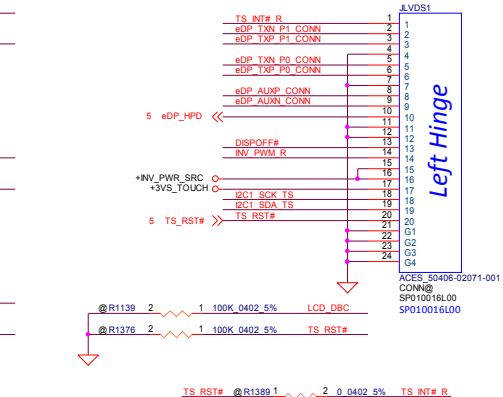 JLVDS1
TS_INT#_R 1 1
eDP_TXN_P1_CONN 2 2
eDP_TXP_P1_CONN 3 3
4 4
eDP_TXN_P0_CONN 5 5
eDP_TXP_P0_CONN 6 6
7 7
eDP_AUXP_CONN 8 8
eDP_AUXN_CONN 9 9
5 eDP_HPD 10 10
11 11
12 12
DISPOFF# 13 13
INV_PWM_R 14 14
15 15
+INV_PWR_SRC 16 16
+3VS_TOUCH 17 17
I2C1_SCK_TS 18 18
I2C1_SDA_TS 19 19
5 TS_RST# TS_RST# 20 20
21 G1
22 G2
23 G3
24 G4
Left Hinge
ACES_50406-02071-001
CONN@
SP010016L00
SP010016L00
@ R1139 2 1 100K_0402_5% LCD_DBC
@ R1376 2 1 100K_0402_5% TS_RST#
TS_RST# @ R1389 1 2 0_0402_5% TS_INT#_R